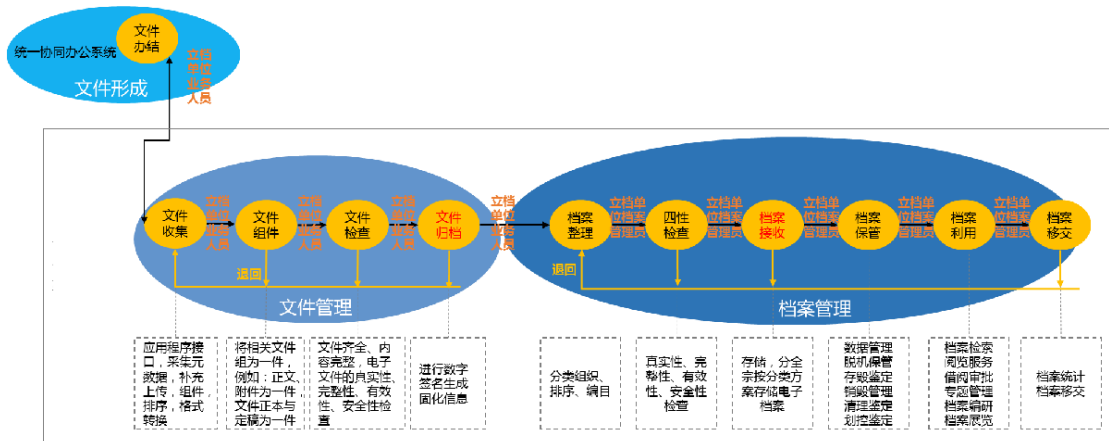 文件
办结
统一协同办公系统
立档
单位
业务
人员
文件形成
文件
收集
立档
单位
业务
人员
文件
组件
立档
单位
业务
人员
文件
检查
立档
单位
业务
人员
文件
归档
立档
单位
业务
人员
档案
整理
立档单
位档案
管理员
四性
检查
立档单
位档案
管理员
档案
接收
立档单
位档案
管理员
档案
保管
立档单
位档案
管理员
档案
利用
立档单
位档案
管理员
档案
移交
退回
退回
文件管理
档案管理
应用程序接
口，采集元
数据，补充
上传，组件，
排序，格式
转换
将相关文件
组为一件，
例如：正文、
附件为一件，
文件正本与
定稿为一件
文件齐全、内
容完整，电子
文件的真实性、
完整性、有效
性、安全性检
查
进行数字
签名生成
固化信息
分类组织、
排序、编目
真实性、完
整性、有效
性、安全性
检查
存储，分全
宗按分类方
案存储电子
档案
数据管理
脱机保管
存毁鉴定
销毁管理
清理鉴定
划控鉴定
档案检索
阅览服务
借阅审批
专题管理
档案编研
档案展览
档案统计
档案移交